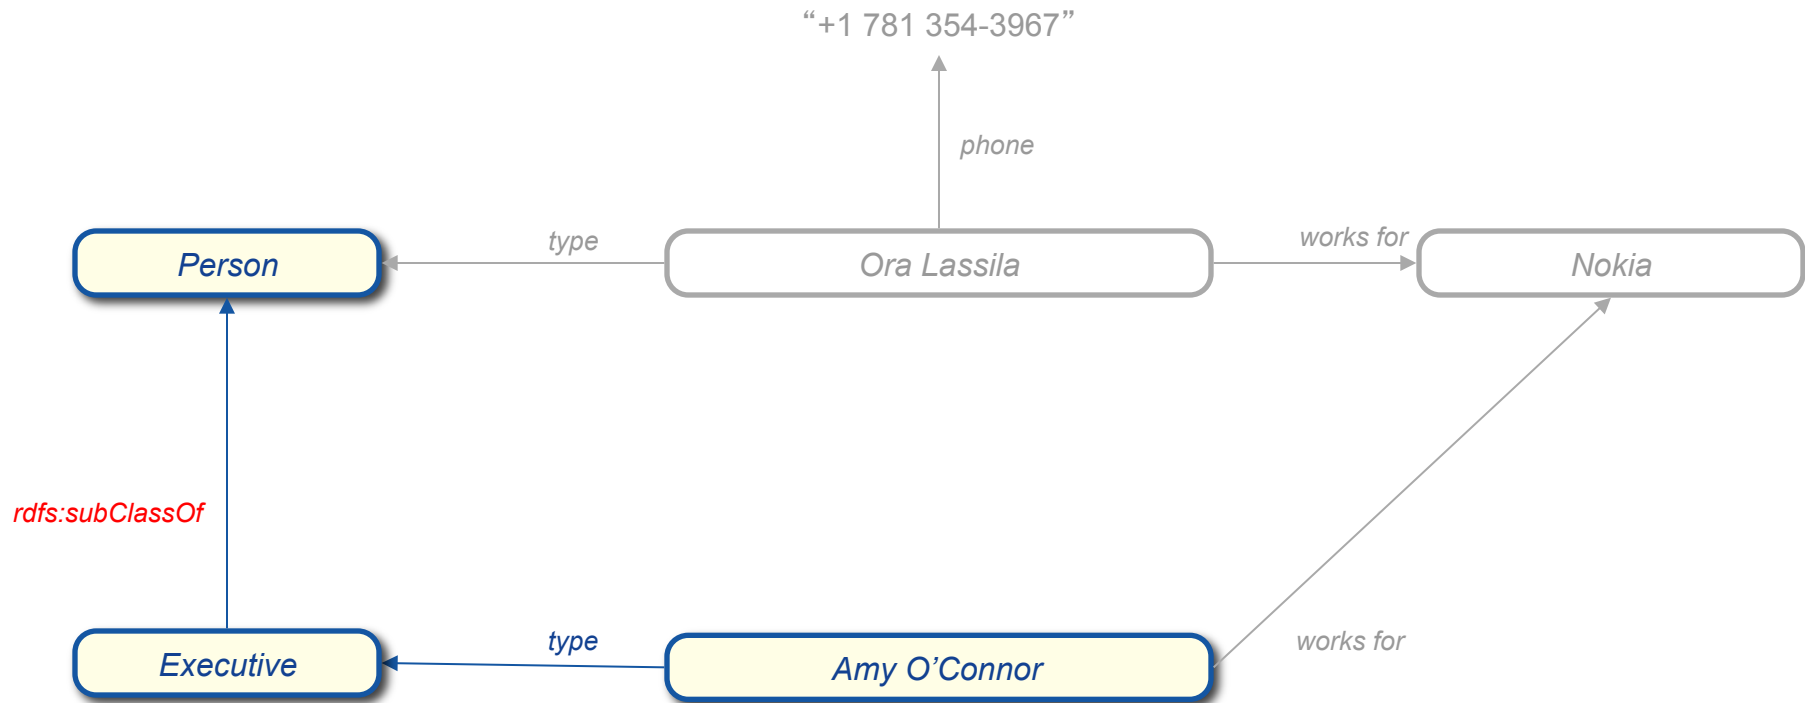 “+1 781 354-3967”
phone
type
works for
Person
Ora Lassila
Nokia
rdfs:subClassOf
type
works for
Executive
Amy O’Connor